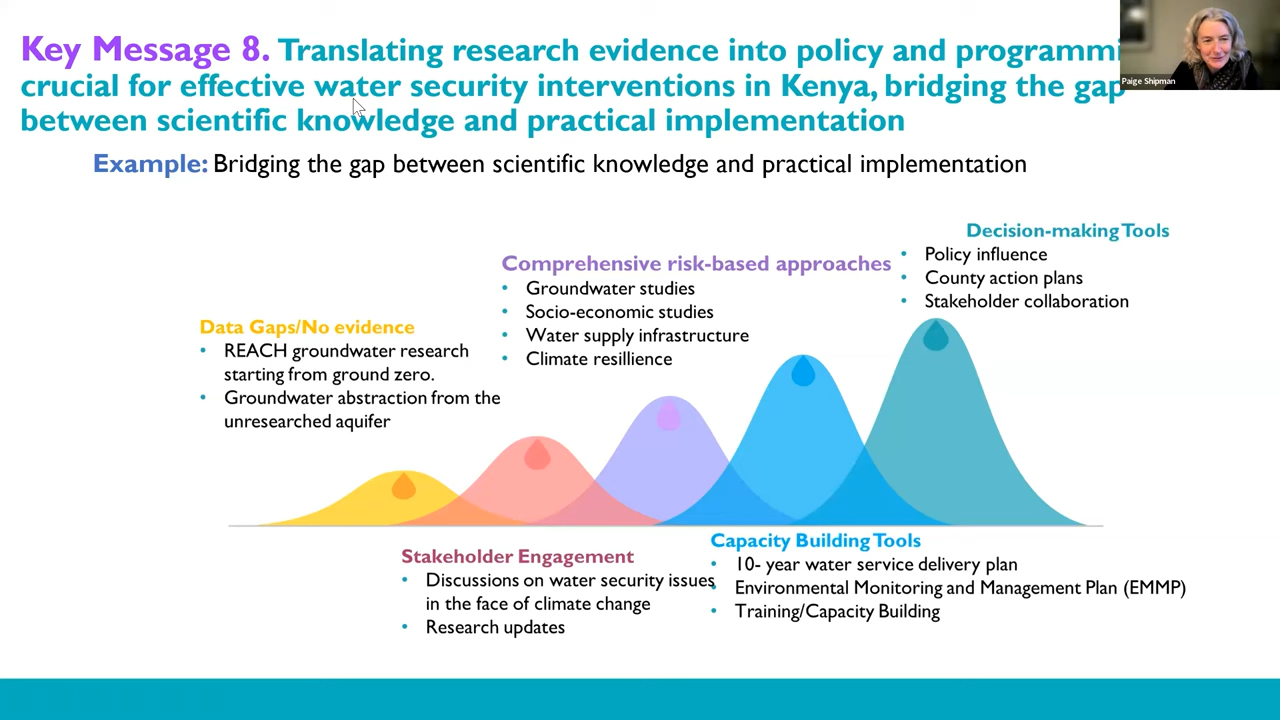 Key Message 8. Translating research evidence into policy and programmi
crucial for effective water security interventions in Kenya, bridging the gap
between scientific knowledge and practical implementation
Paige Shipman
Example: Bridging the gap between scientific knowledge and practical implementation
Decision-making Tools
• Policy influence
• County action plans
• Stakeholder collaboration
Comprehensive risk-based approaches
• Groundwater studies
• Socio-economic studies
• Water supply infrastructure
• Climate resillience
Data Gaps/No evidence
• REACH groundwater research
starting from ground zero.
• Groundwater abstraction from the
unresearched aquifer
Stakeholder Engagement
• Discussions on water security issues
in the face of climate change
• Research updates
Capacity Building Tools
• 10- year water service delivery plan
• Environmental Monitoring and Management Plan (EMMP)
• Training/Capacity Building